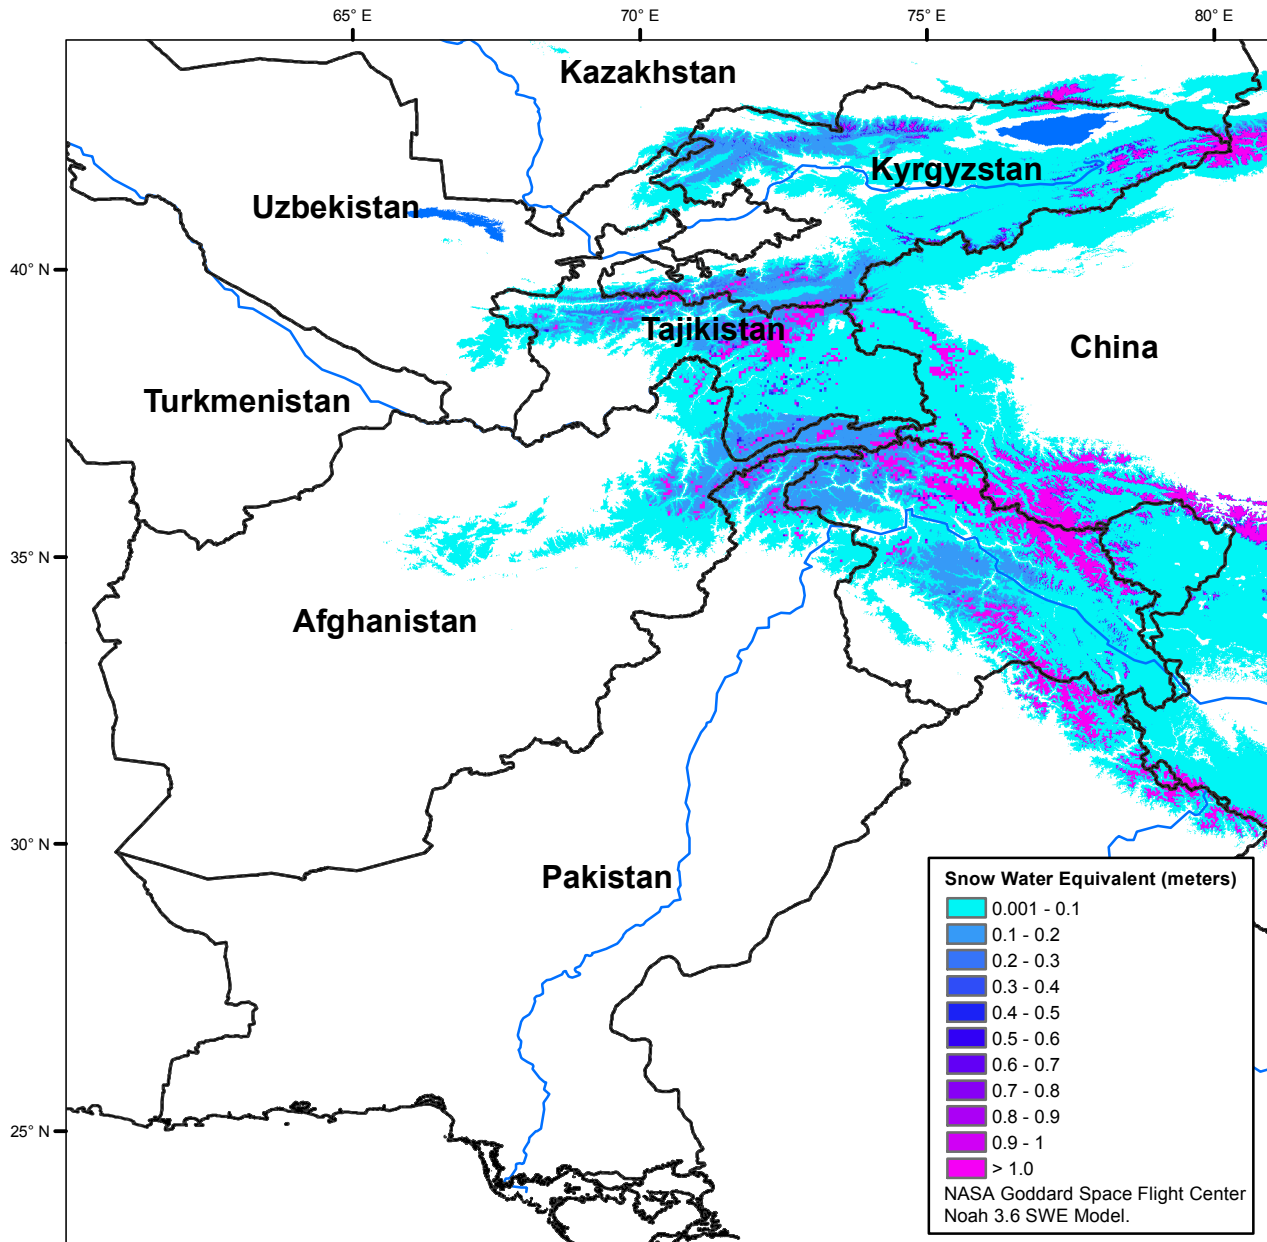 65° E
70° E
75° E
80° E
Kazakhstan
Kyrgyzstan
Uzbekistan
40° N
Tajikistan
China
Turkmenistan
35° N
Afghanistan
30° N
Pakistan
25° N
Snow Water Equivalent (meters)
0.001 - 0.1
0.1 - 0.2
0.2 - 0.3
0.3 - 0.4
0.4 - 0.5
0.5 - 0.6
0.6 - 0.7
0.7 - 0.8
0.8 - 0.9
0.9 - 1
> 1.0
NASA Goddard Space Flight Center
Noah 3.6 SWE Model.